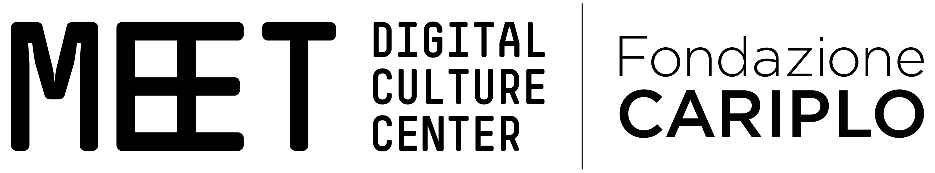 MEET
DIGITAL
CULTURE
CENTER
Fondazione
CARIPLO